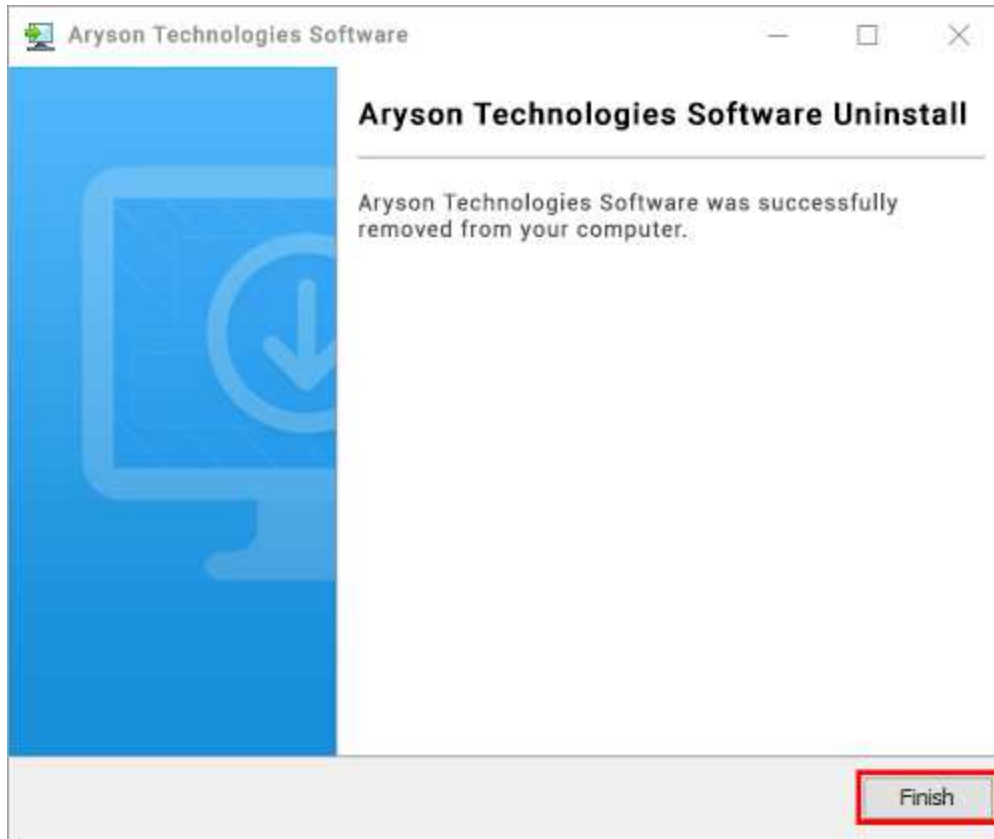 Aryson Technologies Software
Aryson Technologies Software Uninstall
Aryson Technologies Software was successfully
removed from your computer.
Finish